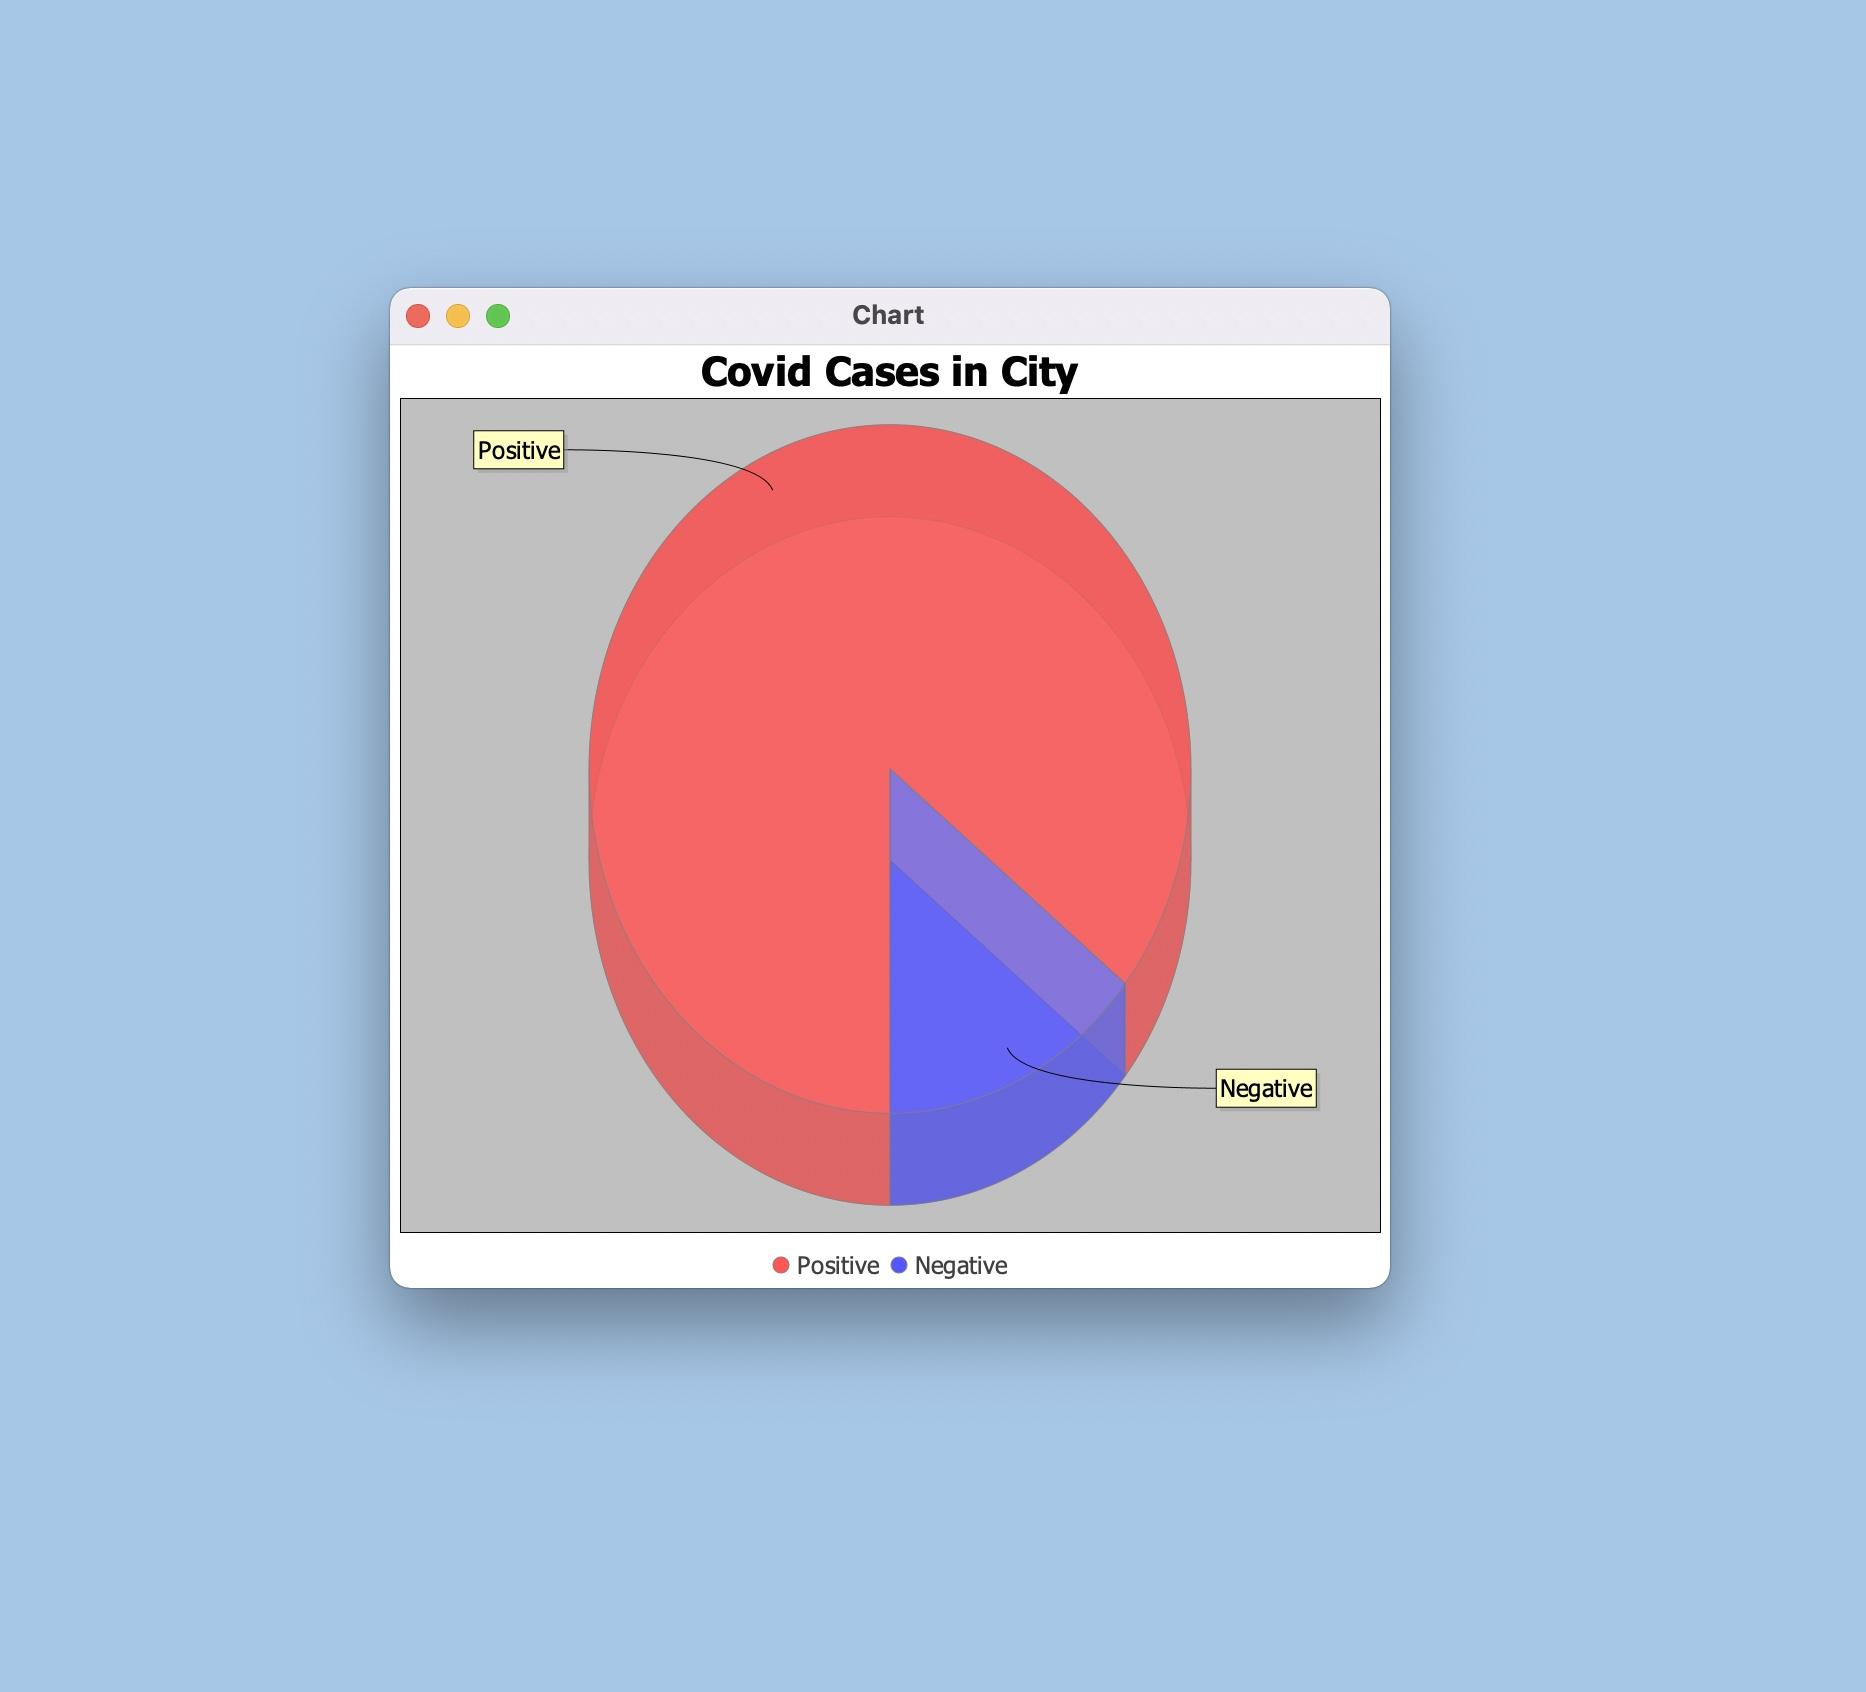 Chart
Covid Cases in City
Positive
Negative
Positive Negative